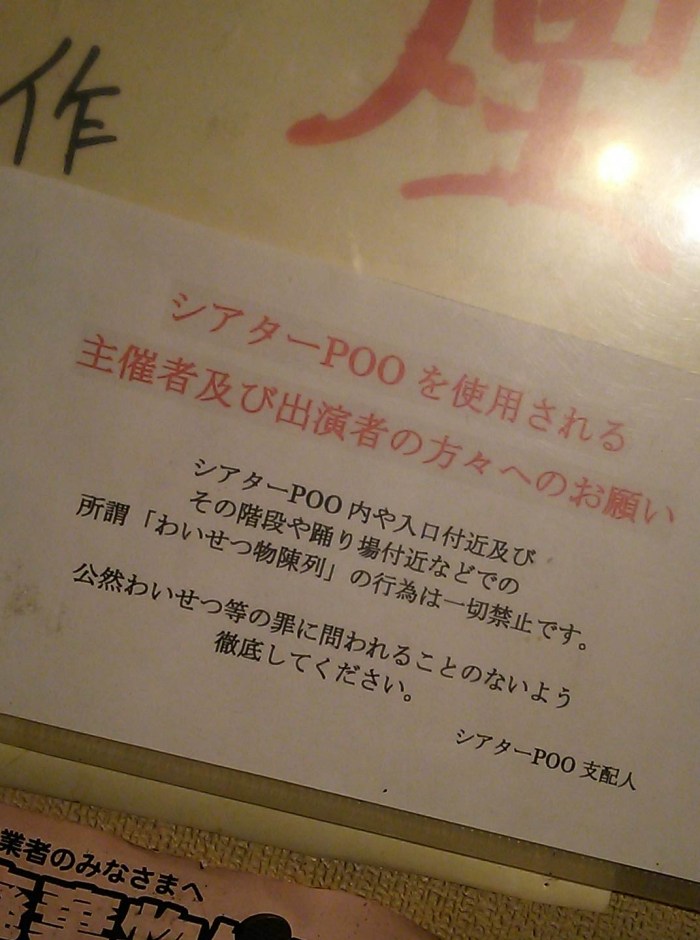 作
シアターPOOを使用される
主催者及び出演者の方々へのお願い
シアターPOO内や入口付近及び
その階段や踊り場付近などでの
所謂「わいせつ物陳列」の行為は一切禁止です。
公然わいせつ等の罪に問われることのないよう
徹底してください。
シアターPOO支配人
業者のみなさまへ